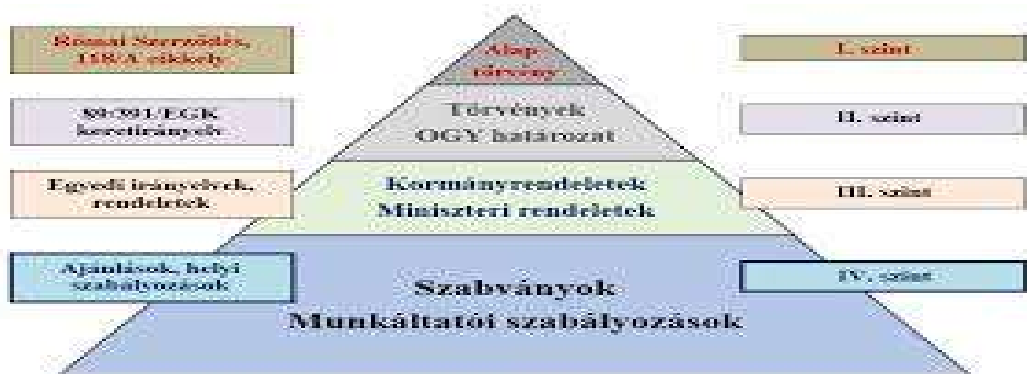 Római Szerződés,
118/A cikkely
Alap
törvény
I. szint
89/391/EGK
keretirányelv
Törvények
OGY határozat
II. szint
Egyedi irányelvek,
rendeletek
Kormányrendeletek
Miniszteri rendeletek
III. szint
Ajánlások, helyi
szabályozások
Szabványok
Munkáltatói szabályozások
IV. szint